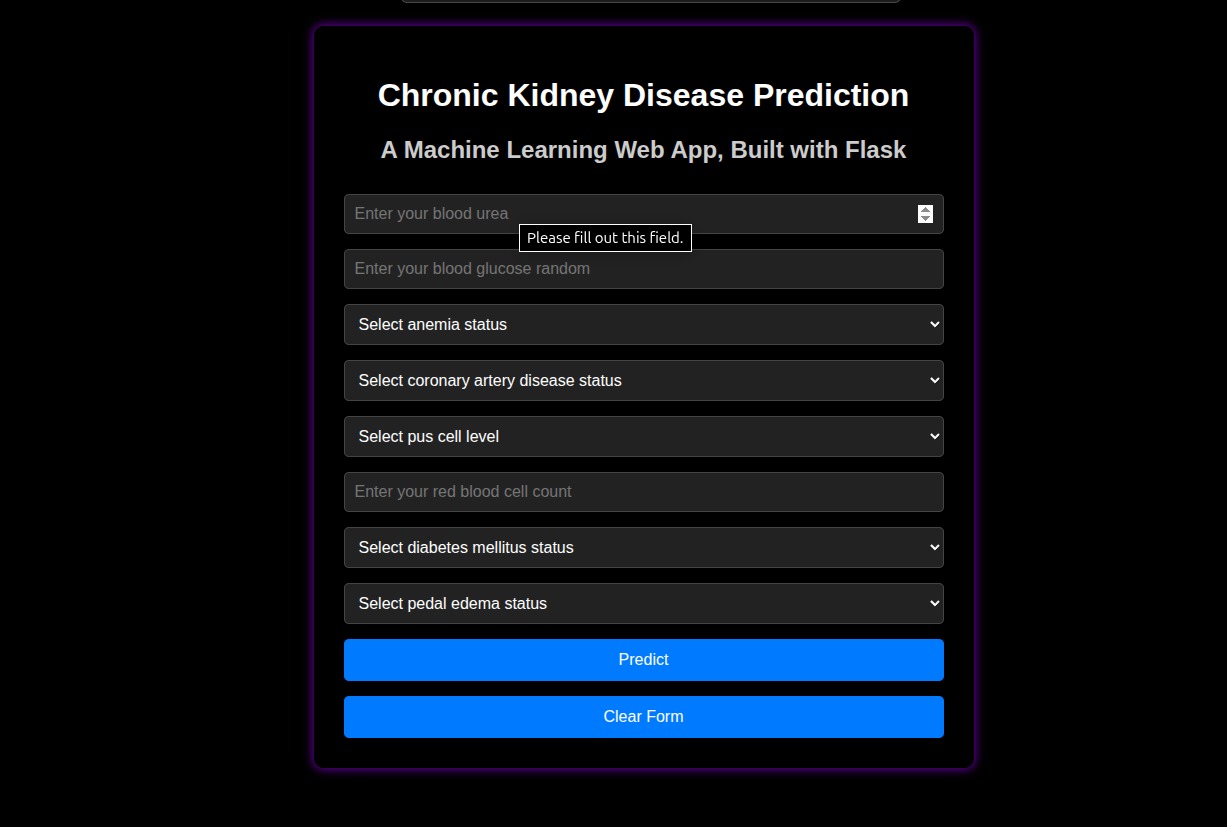 Chronic Kidney Disease Prediction
A Machine Learning Web App, Built with Flask
Enter your blood urea
Please fill out this field.
Enter your blood glucose random
Select anemia status
Select coronary artery disease status
Select pus cell level
Enter your red blood cell count
Select diabetes mellitus status
Select pedal edema status
Predict
Clear Form